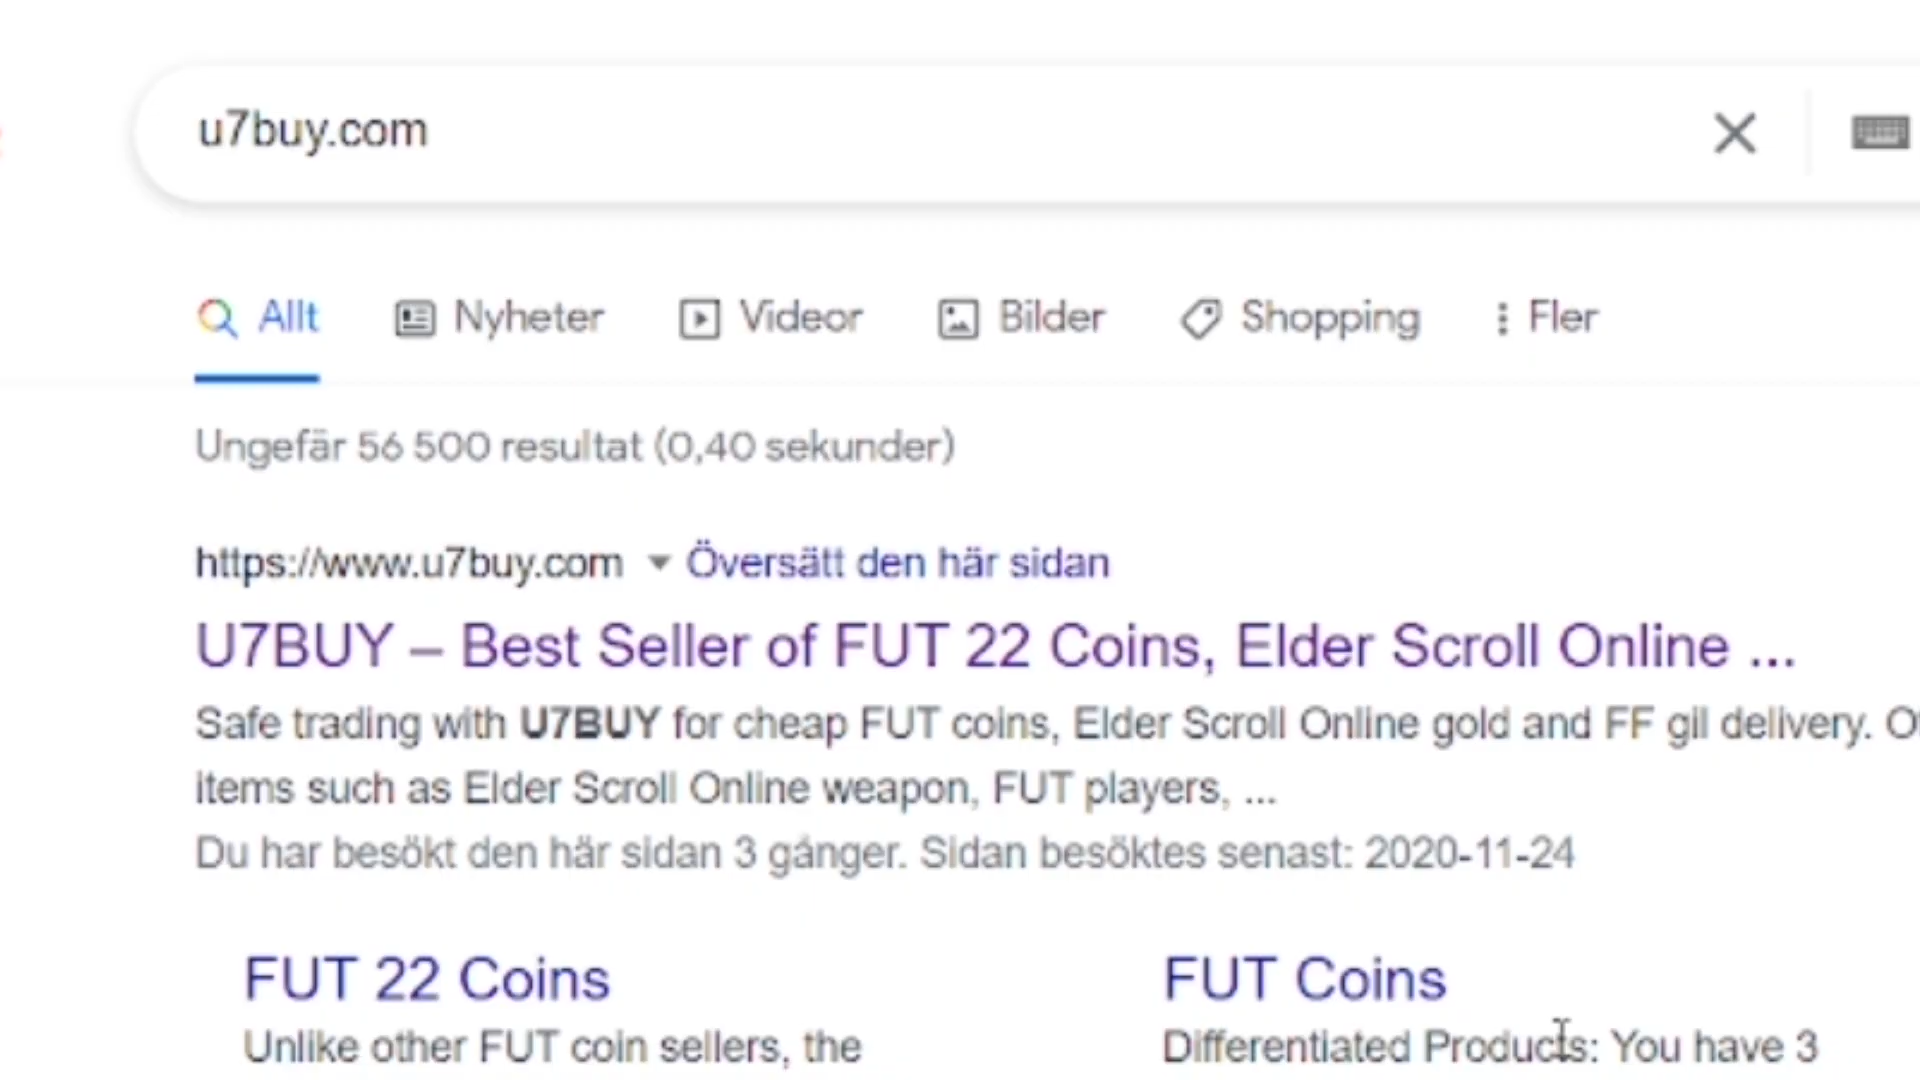 u7buy.com
Allt Nyheter Videor Bilder Shopping Fler
Ungefär 56 500 resultat (0,40 sekunder)
https://www.u7buy.com Översätt den här sidan
U7BUY – Best Seller of FUT 22 Coins, Elder Scroll Online ...
Safe trading with U7BUY for cheap FUT coins, Elder Scroll Online gold and FF gil delivery.
items such as Elder Scroll Online weapon, FUT players, ...
Du har besökt den här sidan 3 gånger. Sidan besöktes senast: 2020-11-24
FUT 22 Coins FUT Coins
Unlike other FUT coin sellers, the Differentiated Products: You have 3